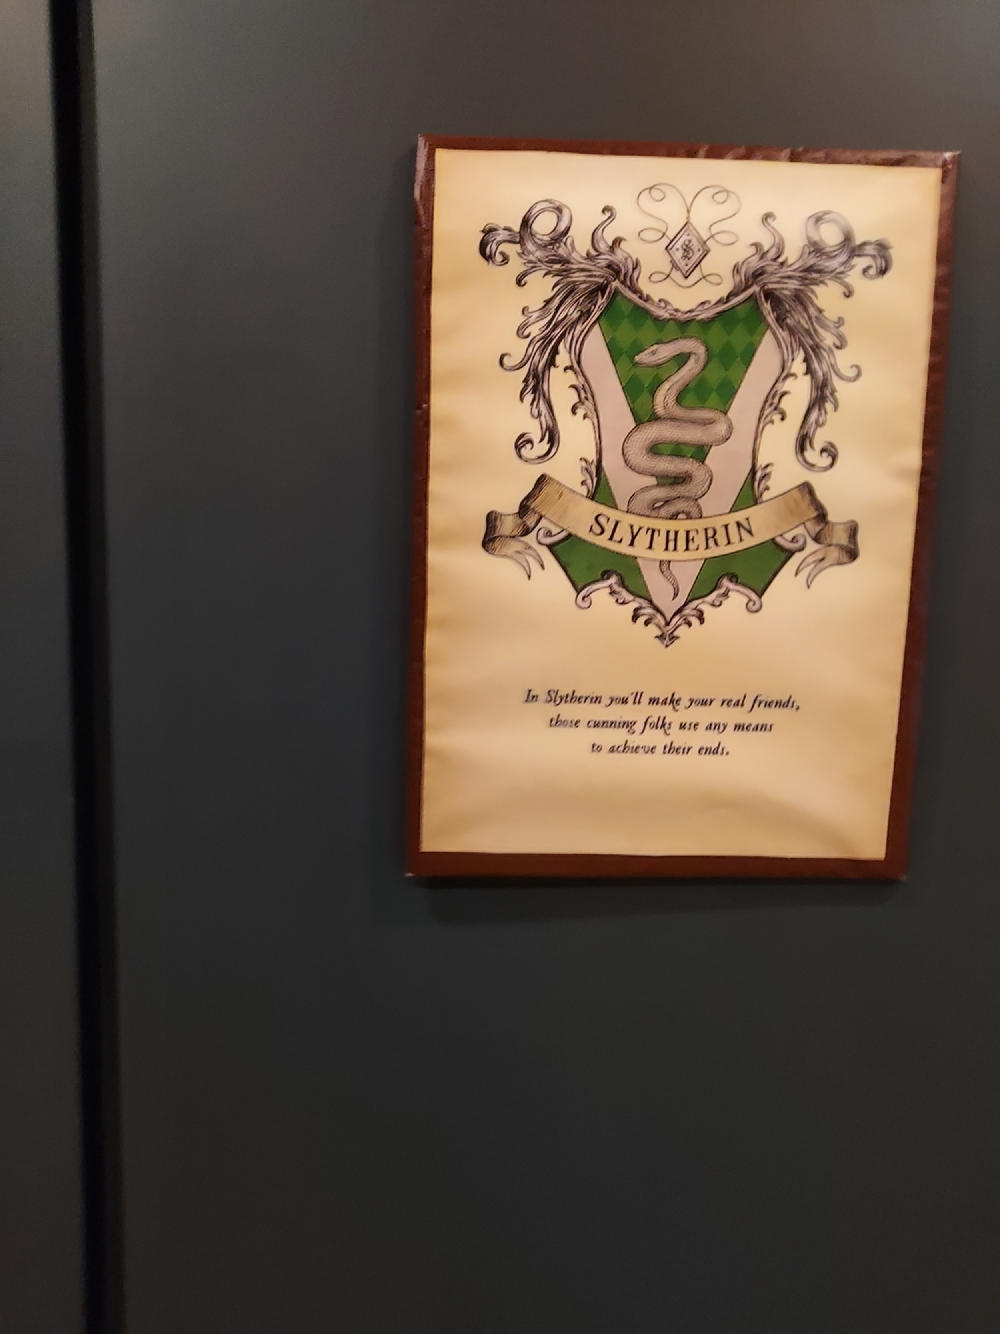 SLYTHERIN
In Slytherin you'll make your real friends,
those cunning folks use any means
to achieve their ends.